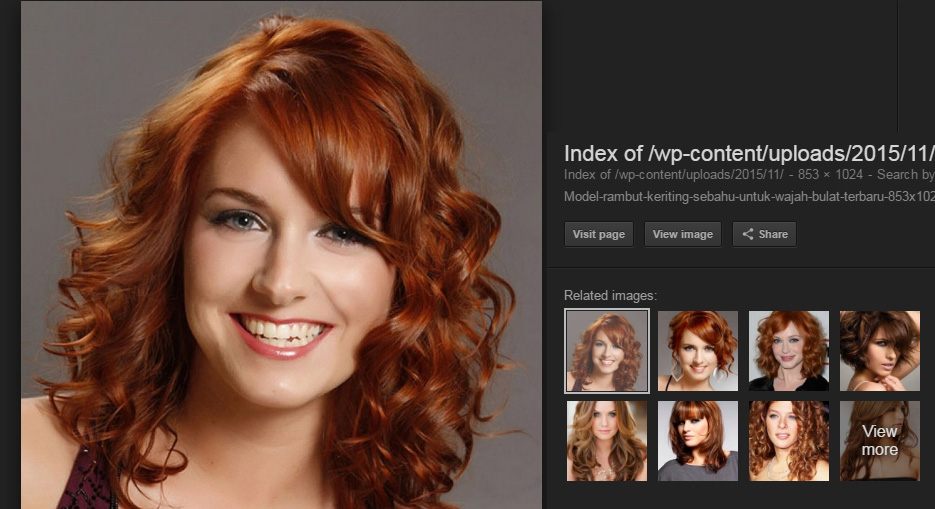 Index of /wp-content/uploads/2015/11/
Index of /wp-content/uploads/2015/11/ - 853 × 1024 - Search by
Model-rambut-keriting-sebahu-untuk-wajah-bulat-terbaru-853x102
Visit page
View image
Share
Related images:
View
more